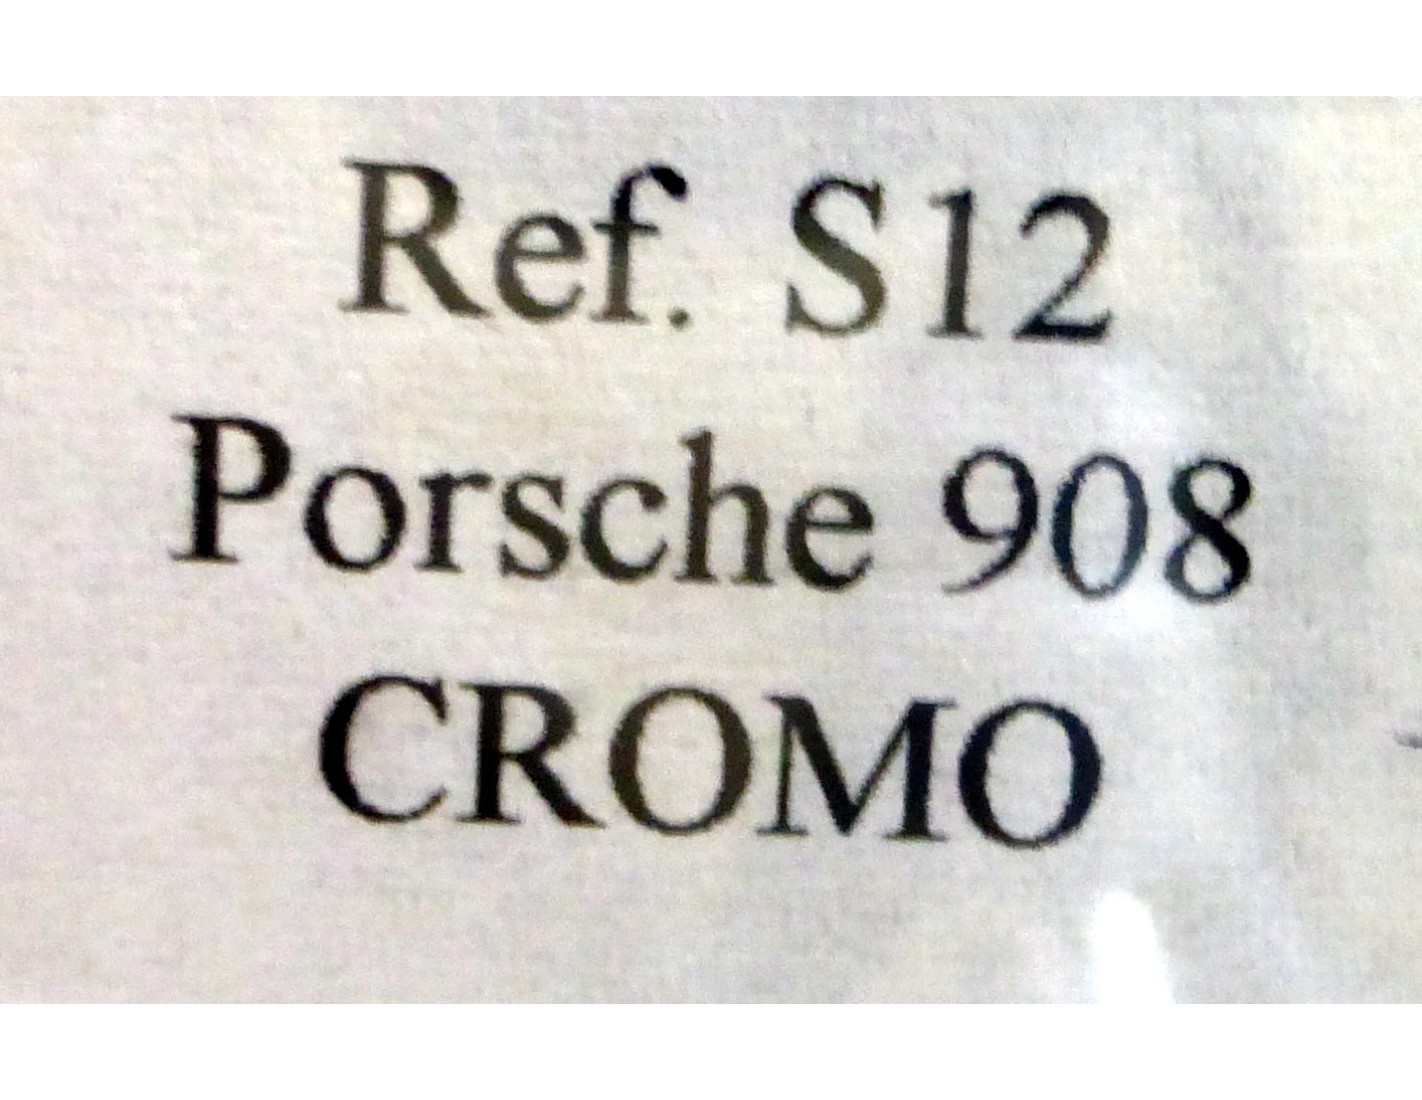 Ref. S12
Porsche 908
CROMO